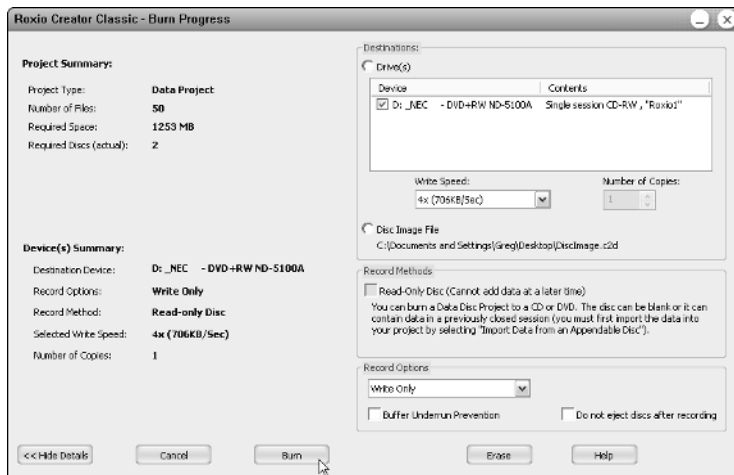 Roxio Creator Classic - Burn Progress
Project Summary:
Project Type: Data Project
Number of Files: 50
Required Space: 1253 MB
Required Discs (actual): 2
Device(s) Summary:
Destination Device: D: _NEC - DVD+RW ND-5100A
Record Options: Write Only
Record Method: Read-only Disc
Selected Write Speed: 4x (706KB/Sec)
Number of Copies: 1
Destinations:
Drive(s)
Device Contents
D: _NEC - DVD+RW ND-5100A Single session CD-RW , "Roxio1"
Write Speed: Number of Copies:
4x (706KB/Sec) 1
Disc Image File
C:\Documents and Settings\Greg\Desktop\DiscImage.c2d
Record Methods
Read-Only Disc (Cannot add data at a later time)
You can burn a Data Disc Project to a CD or DVD. The disc can be blank or it can
contain data in a previously closed session (you must first import the data into
your project by selecting "Import Data from an Appendable Disc").
Record Options
Write Only
Buffer Underrun Prevention Do not eject discs after recording
<< Hide Details Cancel Burn Erase Help